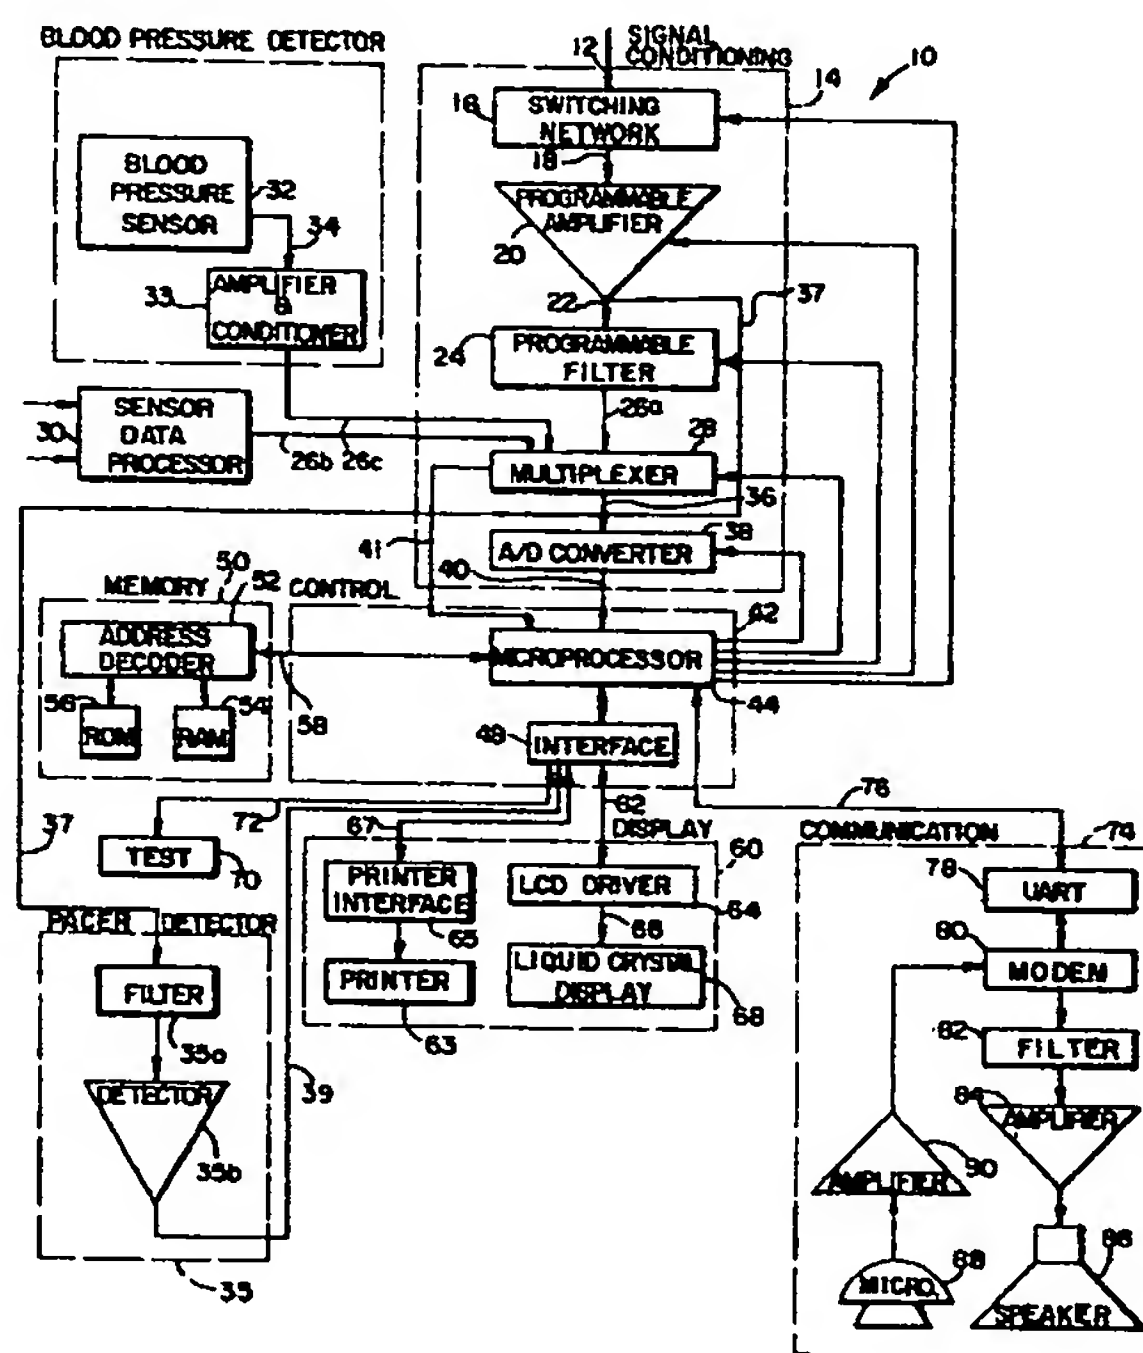 BLOOD PRESSURE DETECTOR
SIGNAL
CONDITIONING
10
12
14
16
SWITCHING
NETWORK
18
PROGRAMMABLE
AMPLIFIER
20
BLOOD
PRESSURE
SENSOR
32
34
33
AMPLIFIER
&
CONDITIONER
22
37
24
PROGRAMMABLE
FILTER
26a
30
SENSOR
DATA
PROCESSOR
26b
26c
28
MULTIPLEXER
36
41
38
A/D CONVERTER
40
MEMORY
50
52
CONTROL
42
ADDRESS
DECODER
MICROPROCESSOR
44
56
54
ROM
RAM
58
48
INTERFACE
37
72
67
62
76
TEST
70
DISPLAY
60
PRINTER
INTERFACE
65
LCD DRIVER
64
66
PRINTER
63
LIQUID CRYSTAL
DISPLAY
68
COMMUNICATION
74
78
UART
80
MODEM
82
FILTER
84
AMPLIFIER
90
AMPLIFIER
86
88
MICRO.
SPEAKER
PACER DETECTOR
FILTER
35a
39
DETECTOR
35b
35